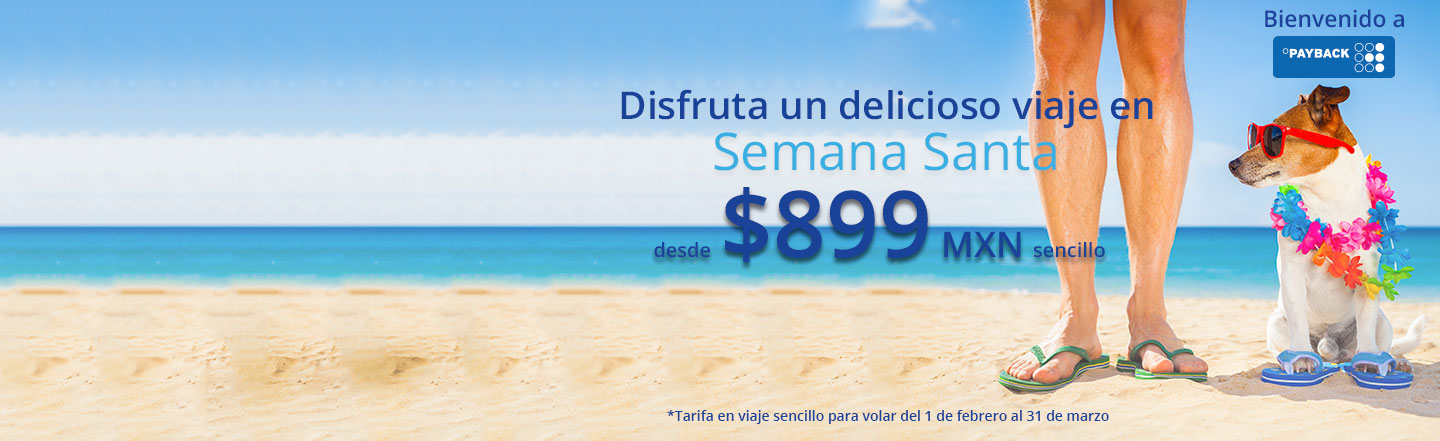 Bienvenido a
PAYBACK
Disfruta un delicioso viaje en
Semana Santa
desde $899 MXN sencillo
*Tarifa en viaje sencillo para volar del 1 de febrero al 31 de marzo